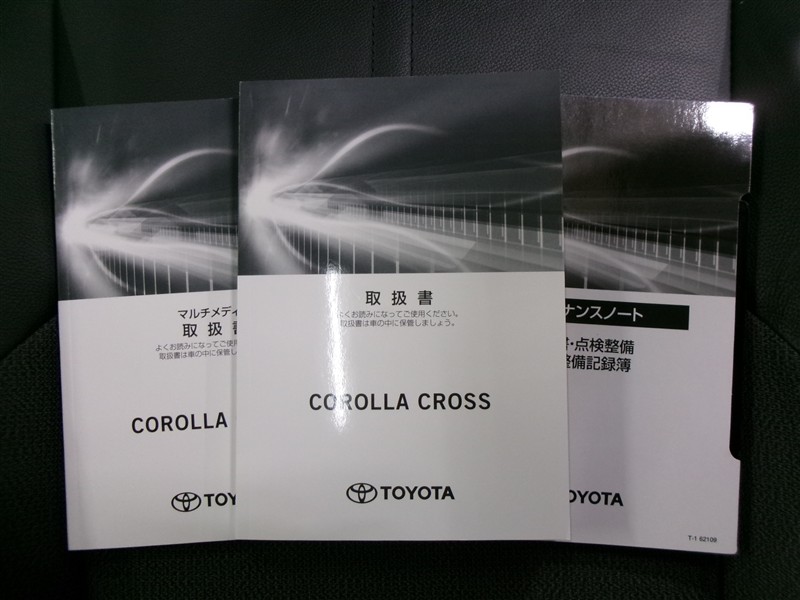 マルチメディ
取扱
よくお読みになってご使用
取扱書は車の中に保管し
COROLLA
TOY
取扱書
よくお読みになってご使用ください。
取扱書は車の中に保管しましょう。
COROLLA CROSS
TOYOTA
ナンスノート
・点検整備
整備記録簿
OYOTA
T-1 62109